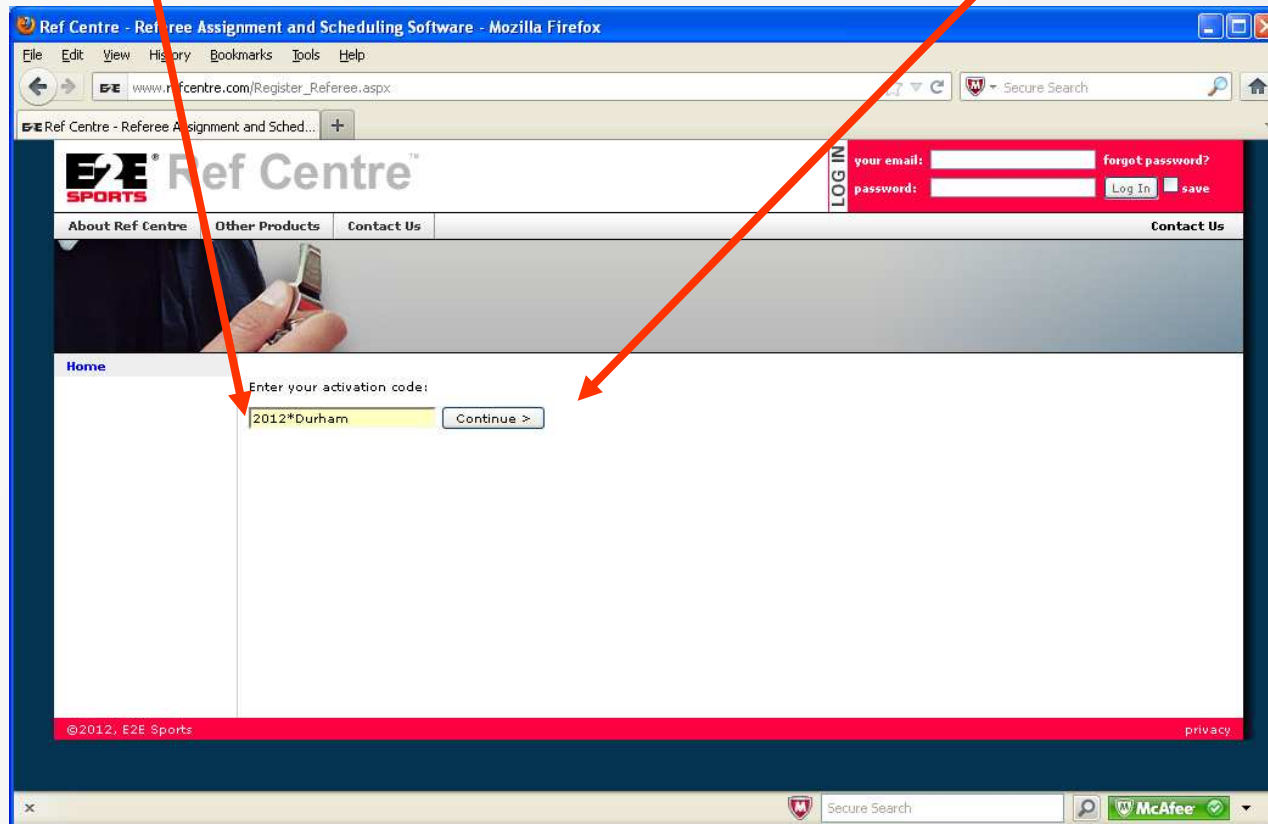 Ref Centre - Referee Assignment and Scheduling Software - Mozilla Firefox
File Edit View History Bookmarks Tools Help
E2E www.refcentre.com/Register_Referee.aspx Secure Search
E2E Ref Centre - Referee Assignment and Sched... +
E2E® Ref Centre™
SPORTS
LOG IN
your email: forgot password?
password: Log In save
About Ref Centre Other Products Contact Us Contact Us
Home
Enter your activation code:
2012*Durham Continue >
©2012, E2E Sports privacy
x Secure Search McAfee